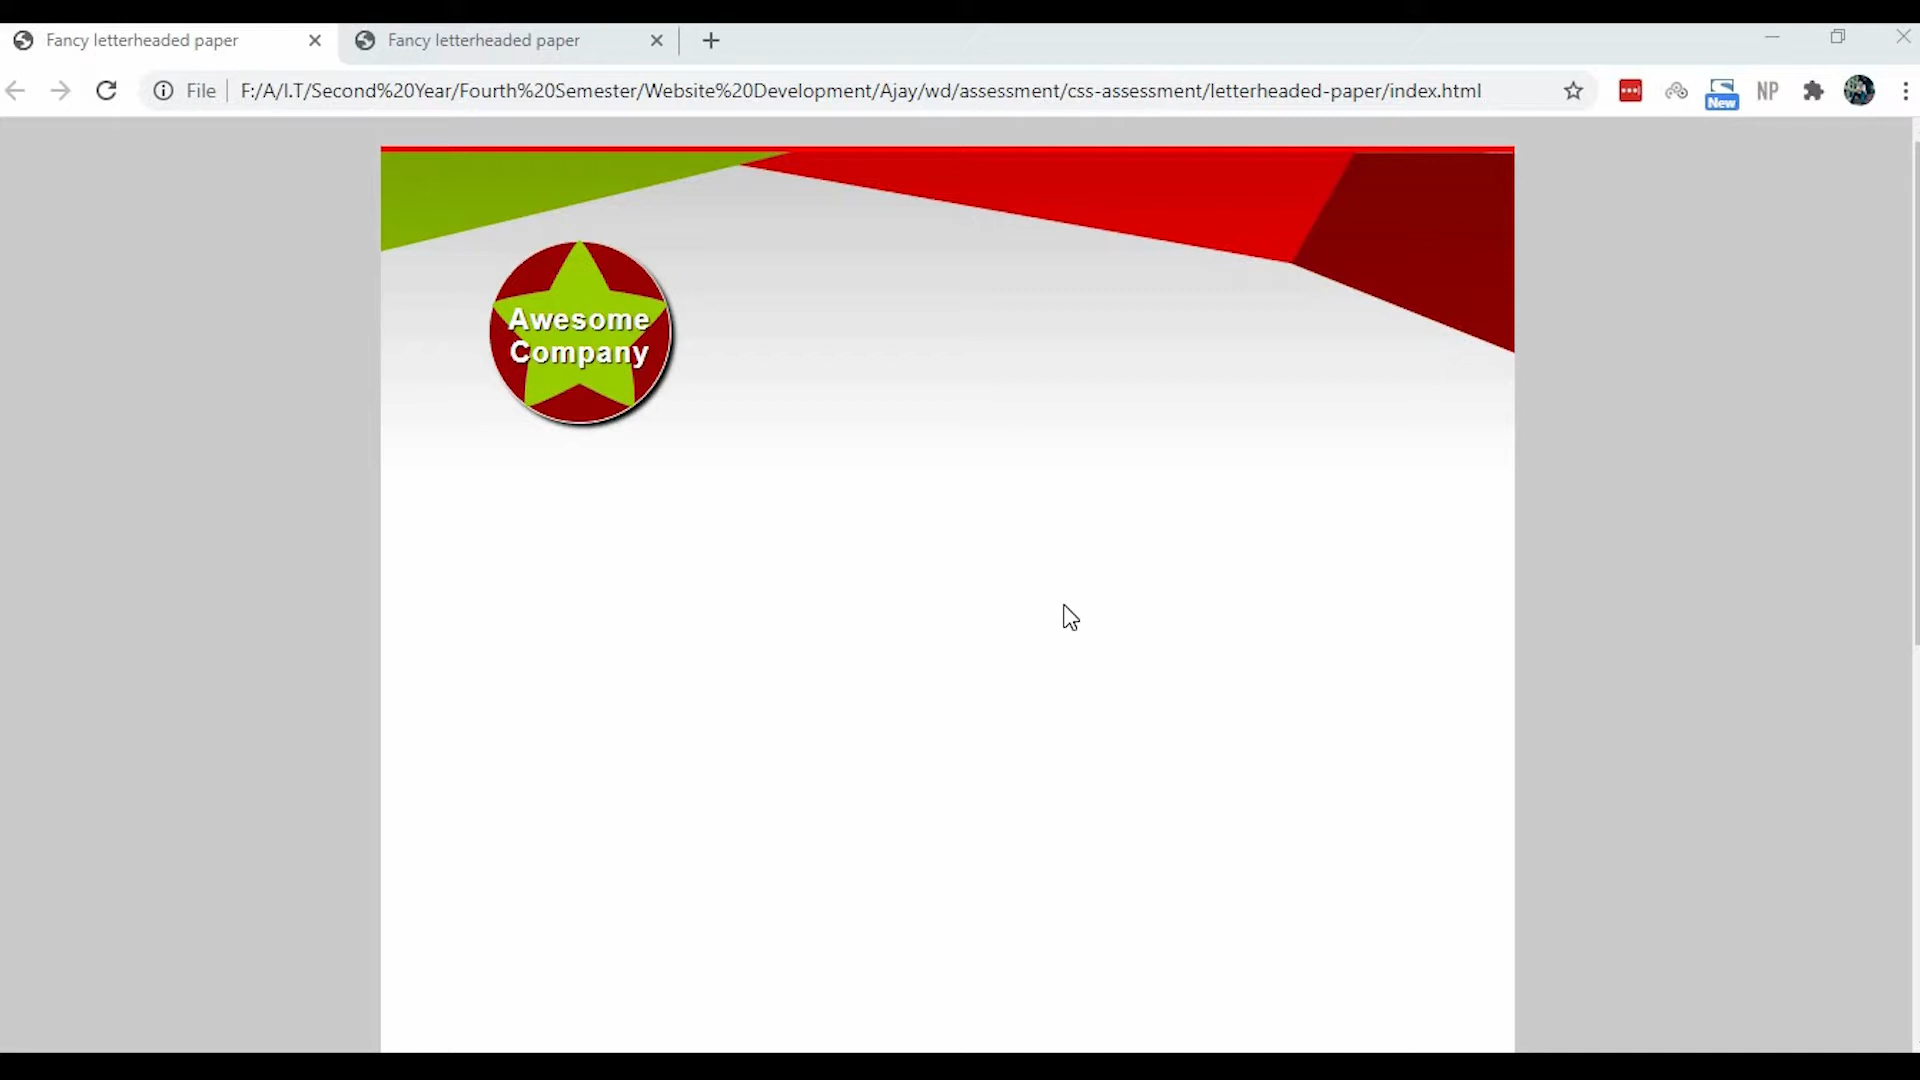 Fancy letterheaded paper
Fancy letterheaded paper
File
F:/A/I.T/Second%20Year/Fourth%20Semester/Website%20Development/Ajay/wd/assessment/css-assessment/letterheaded-paper/index.html
New
NP
Awesome
Company